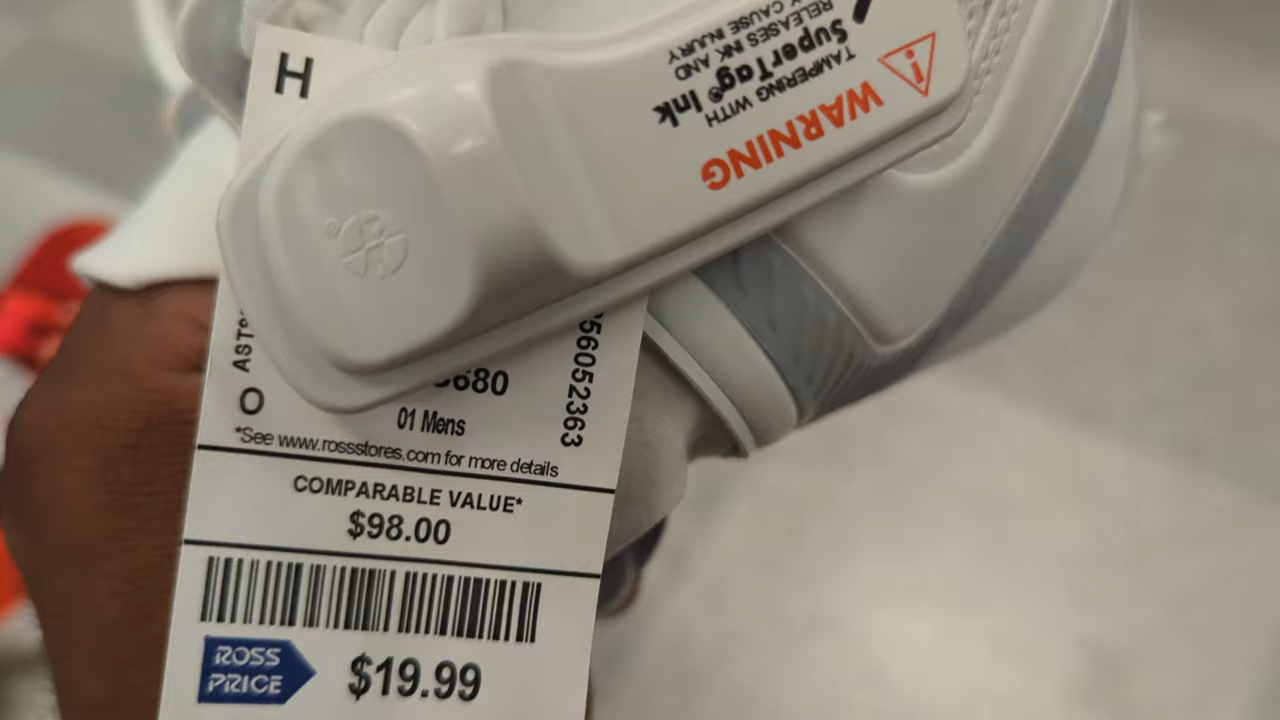 H
WARNING
TAMPERING WITH
SuperTag® Ink
RELEASES INK AND
CAUSE INJURY
56052363
O
680
01 Mens
*See www.rossstores.com for more details
COMPARABLE VALUE*
$98.00
ROSS
PRICE
$19.99